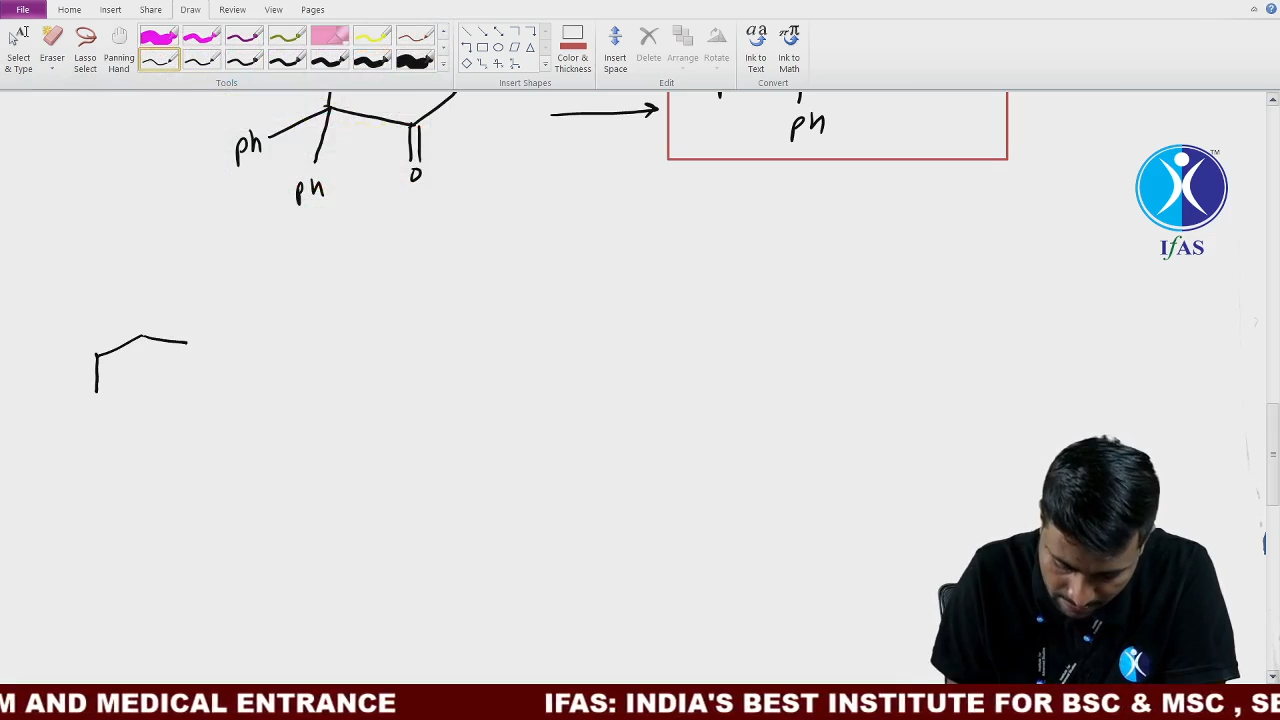 File Home Insert Share Draw Review View Pages
Select & Type
Eraser
Lasso Select
Panning Hand
Color & Thickness
Insert Space
Delete
Arrange
Rotate
Ink to Text
Ink to Math
Tools
Insert Shapes
Edit
Convert
ph
ph
O
ph
TM
IfAS
M AND MEDICAL ENTRANCE IFAS: INDIA'S BEST INSTITUTE FOR BSC & MSC , SE